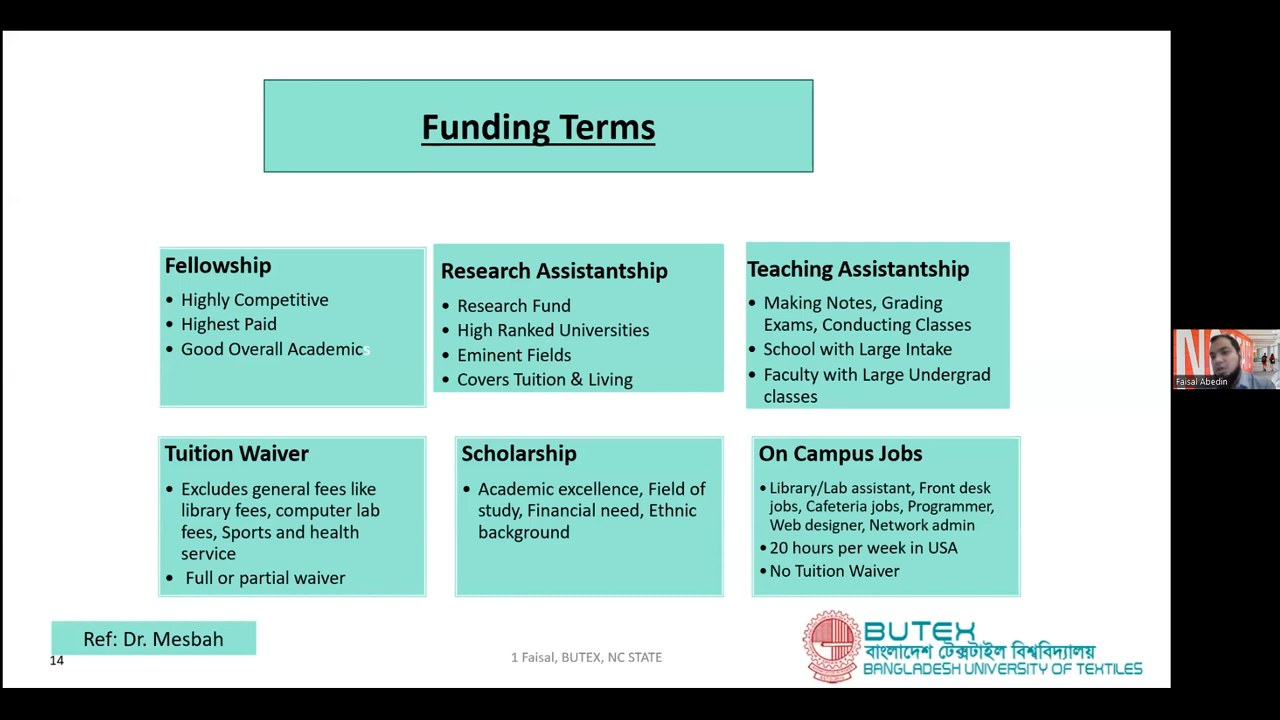 Funding Terms
Fellowship
• Highly Competitive
• Highest Paid
• Good Overall Academics
Research Assistantship
• Research Fund
• High Ranked Universities
• Eminent Fields
• Covers Tuition & Living
Teaching Assistantship
• Making Notes, Grading
Exams, Conducting Classes
• School with Large Intake
• Faculty with Large Undergrad
classes
Tuition Waiver
• Excludes general fees like
library fees, computer lab
fees, Sports and health
service
• Full or partial waiver
Scholarship
• Academic excellence, Field of
study, Financial need, Ethnic
background
On Campus Jobs
• Library/Lab assistant, Front desk
jobs, Cafeteria jobs, Programmer,
Web designer, Network admin
• 20 hours per week in USA
• No Tuition Waiver
Ref: Dr. Mesbah
14
1 Faisal, BUTEX, NC STATE
BUTEX
বাংলাদেশ টেক্সটাইল বিশ্ববিদ্যালয়
BANGLADESH UNIVERSITY OF TEXTILES
Faisal Abedin